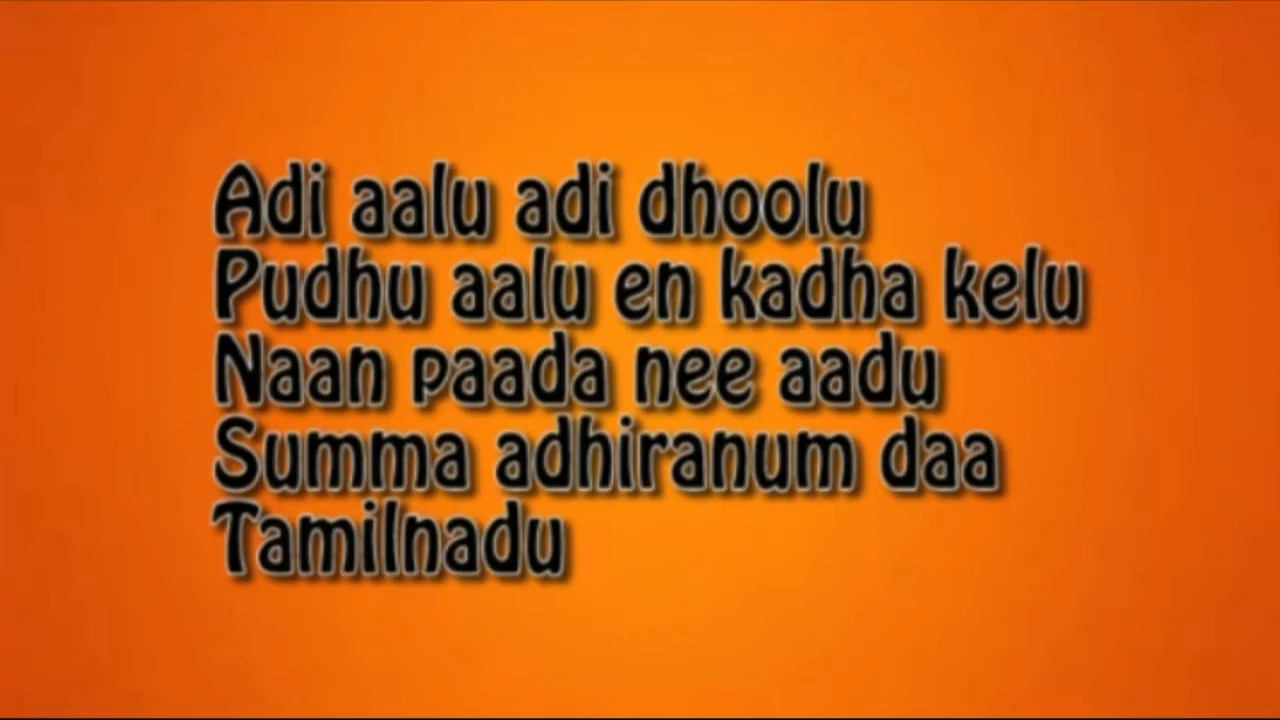 Adi aalu adi dhoolu
Pudhu aalu en kadha kelu
Naan paada nee aadu
Summa adhiranum daa
Tamilnadu